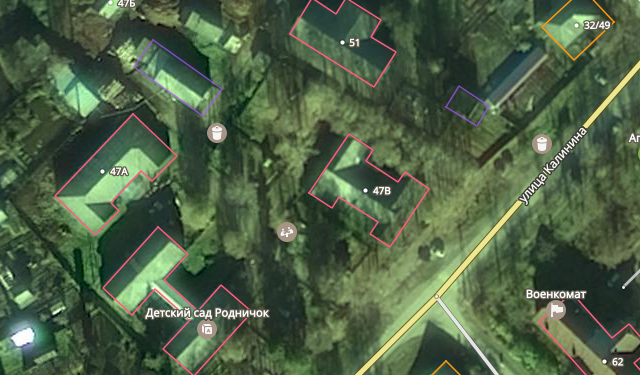 47Б
32/49
51
47А
47В
улица Калинина
Детский сад Родничок
Военкомат
62